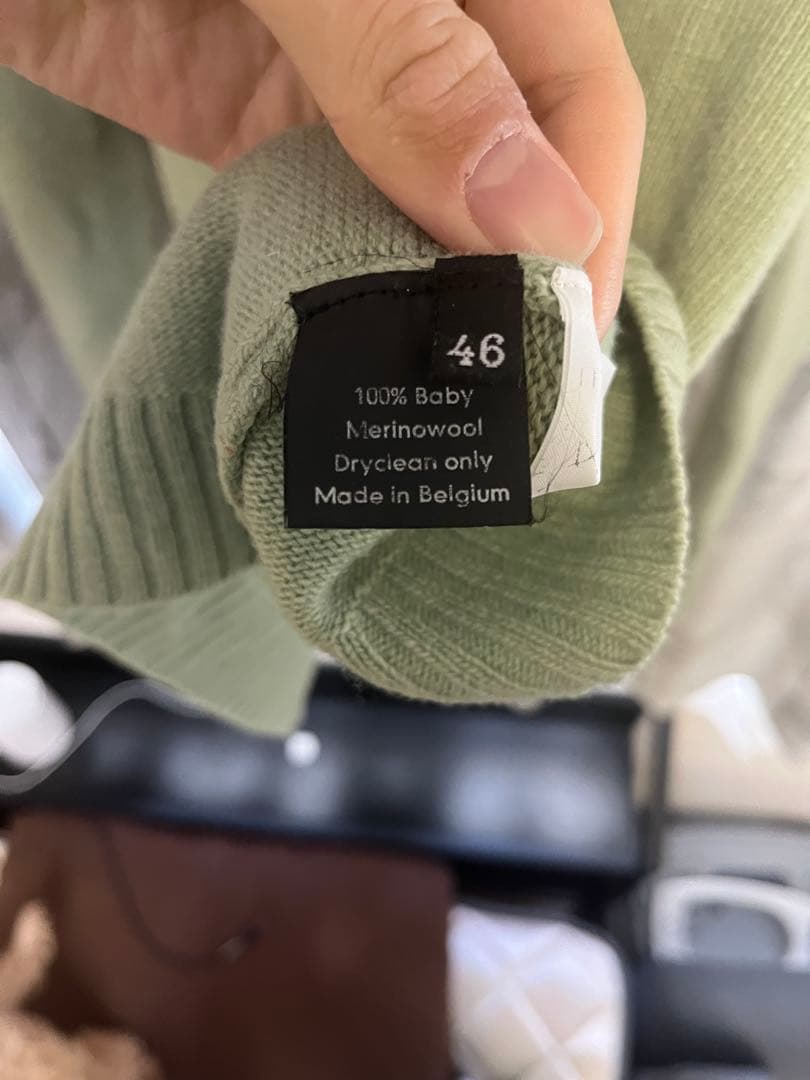 46
100% Baby
Merinowool
Dryclean only
Made in Belgium